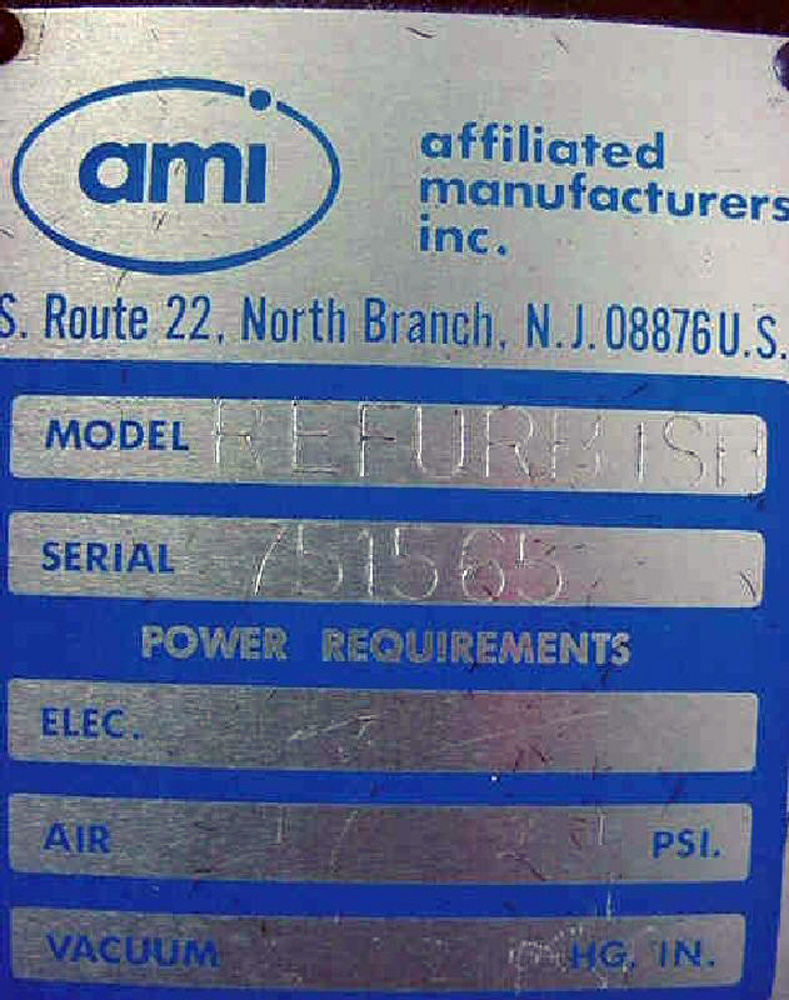 ami
affiliated
manufacturers
inc.
S. Route 22, North Branch, N.J. 08876 U.S.
MODEL REFURBISH
SERIAL 751565
POWER REQUIREMENTS
ELEC.
AIR PSI.
VACUUM HG. IN.